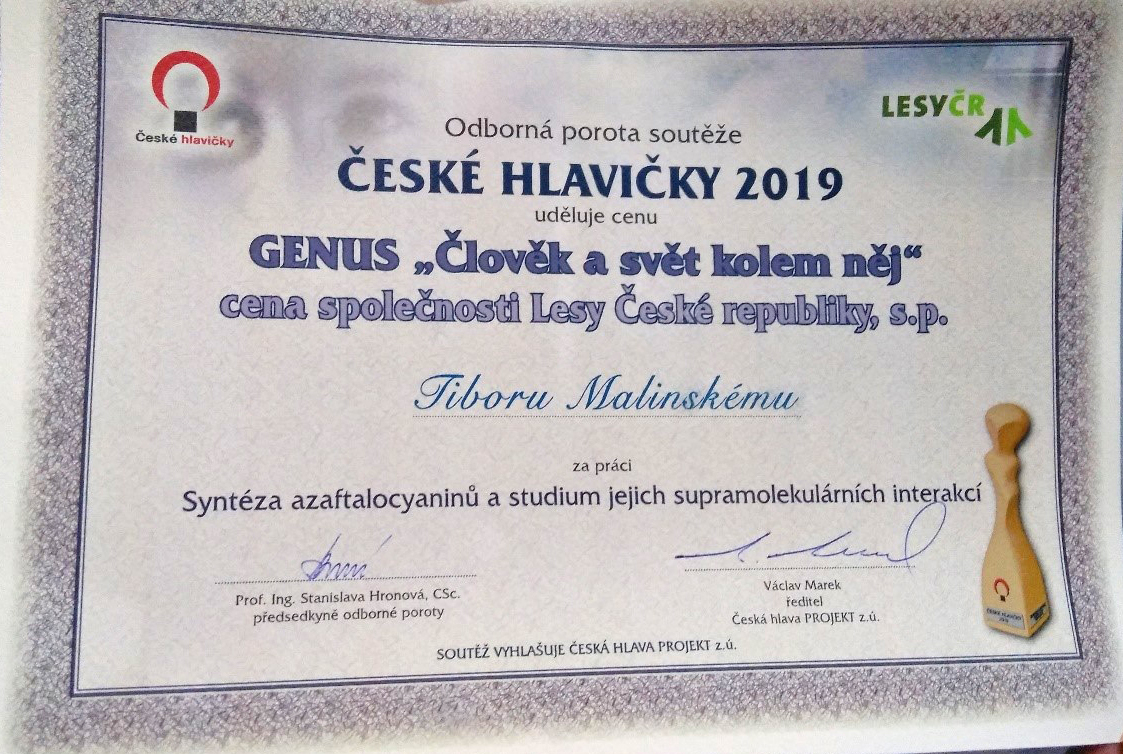 České hlavičky
LESY ČR
Odborná porota soutěže
ČESKÉ HLAVIČKY 2019
uděluje cenu
GENUS „Člověk a svět kolem něj“
cena společnosti Lesy České republiky, s.p.
Tiboru Malinskému
za práci
Syntéza azaftalocyaninů a studium jejich supramolekulárních interakcí
Prof. Ing. Stanislava Hronová, CSc.
předsedkyně odborné poroty
Václav Marek
ředitel
Česká hlava PROJEKT z.ú.
SOUTĚŽ VYHLAŠUJE ČESKÁ HLAVA PROJEKT z.ú.